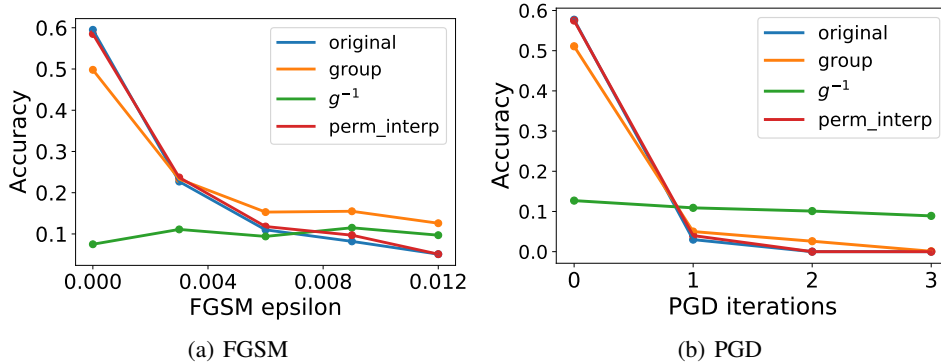 0.6
0.5
0.4
0.3
0.2
0.1
Accuracy
original
group
g⁻¹
perm_interp
0.000 0.004 0.008 0.012
FGSM epsilon
(a) FGSM
0.6
0.5
0.4
0.3
0.2
0.1
0.0
Accuracy
original
group
g⁻¹
perm_interp
0 1 2 3
PGD iterations
(b) PGD